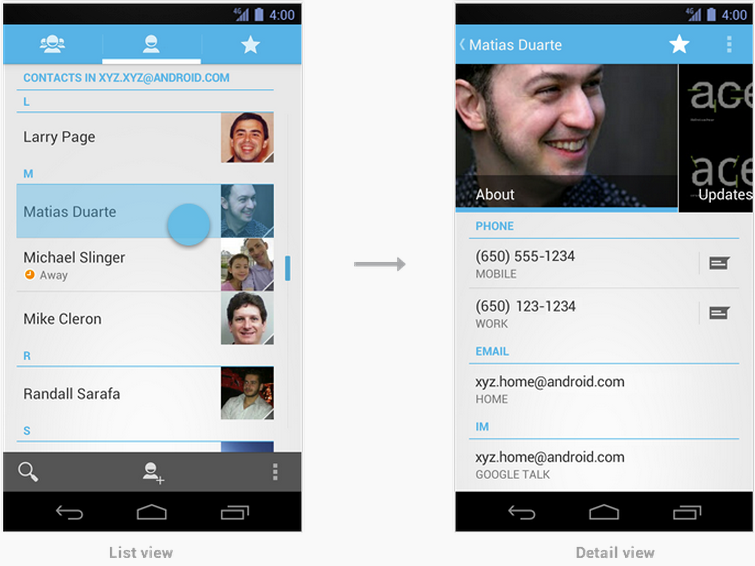 4:00
CONTACTS IN XYZ.XYZ@ANDROID.COM
L
Larry Page
M
Matias Duarte
Michael Slinger
Away
Mike Cleron
R
Randall Sarafa
S
List view
4:00
Matias Duarte
About
ace
ace
Updates
PHONE
(650) 555-1234
MOBILE
(650) 123-1234
WORK
EMAIL
xyz.home@android.com
HOME
IM
xyz.home@android.com
GOOGLE TALK
Detail view